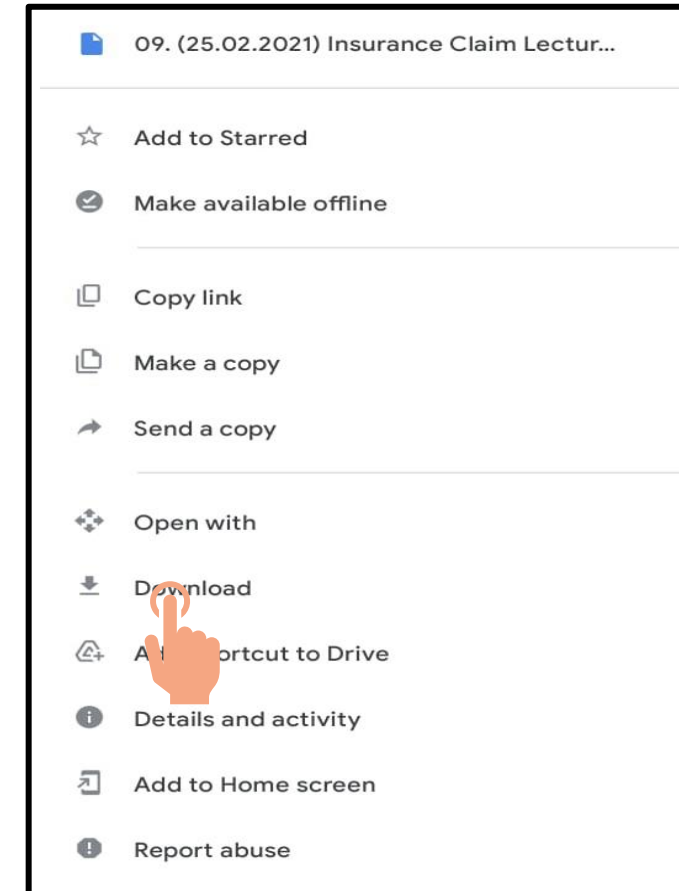 09. (25.02.2021) Insurance Claim Lectur...
Add to Starred
Make available offline
Copy link
Make a copy
Send a copy
Open with
Download
ortcut to Drive
Details and activity
Add to Home screen
Report abuse